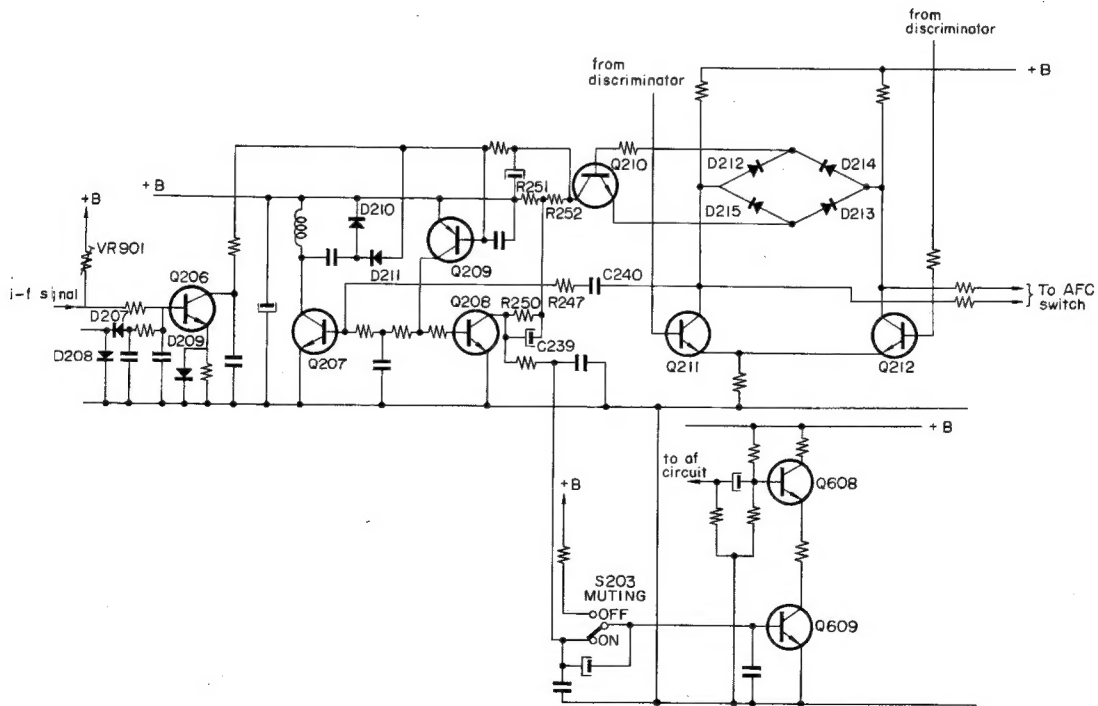 from
discriminator
from
discriminator
+B
D212
D214
Q210
D215
D213
+B
R251
R252
+B
D210
VR901
Q206
D211
Q209
C240
i-f signal
D207
Q208
R250
R247
To AFC
switch
D208
D209
Q207
C239
Q211
Q212
+B
to af
circuit
Q608
+B
S203
MUTING
OFF
ON
Q609